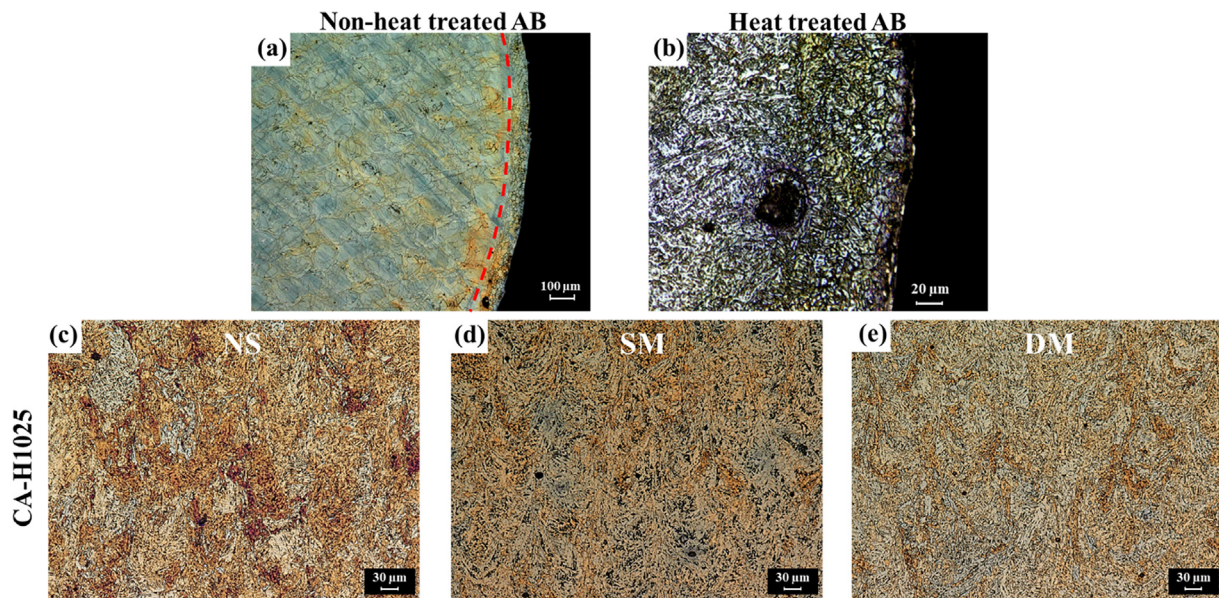 Non-heat treated AB
Heat treated AB
(a)
(b)
100 µm
20 µm
(c)
NS
(d)
SM
(e)
DM
CA-H1025
30 µm
30 µm
30 µm